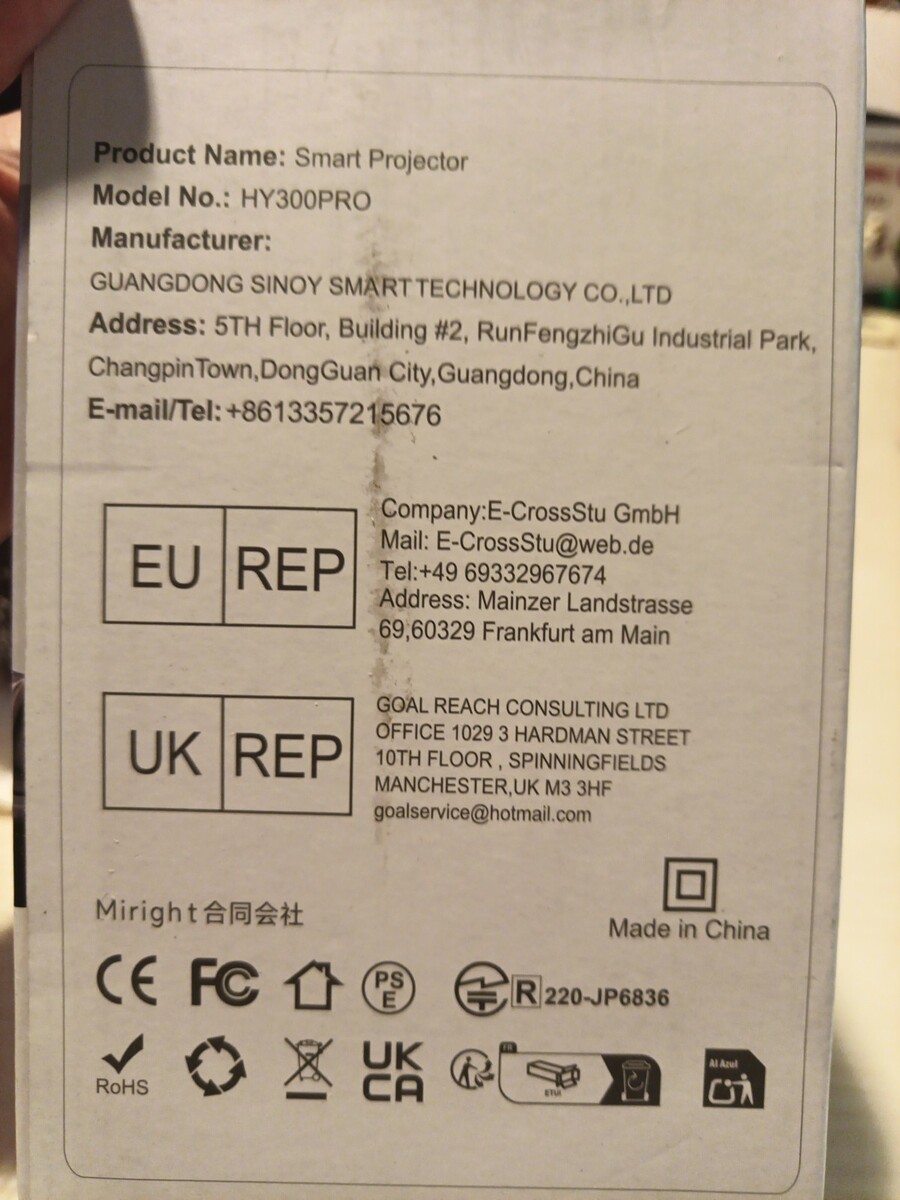 Product Name: Smart Projector
Model No.: HY300PRO
Manufacturer:
GUANGDONG SINOY SMART TECHNOLOGY CO.,LTD
Address: 5TH Floor, Building #2, RunFengzhiGu Industrial Park,
ChangpinTown,DongGuan City,Guangdong,China
E-mail/Tel:+8613357215676
EU REP
Company:E-CrossStu GmbH
Mail: E-CrossStu@web.de
Tel:+49 69332967674
Address: Mainzer Landstrasse
69,60329 Frankfurt am Main
UK REP
GOAL REACH CONSULTING LTD
OFFICE 1029 3 HARDMAN STREET
10TH FLOOR , SPINNINGFIELDS
MANCHESTER,UK M3 3HF
goalservice@hotmail.com
Miright合同会社
Made in China
CE FC PSE R 220-JP6836
RoHS
UK
CA
FR
ETUI
Al Azul